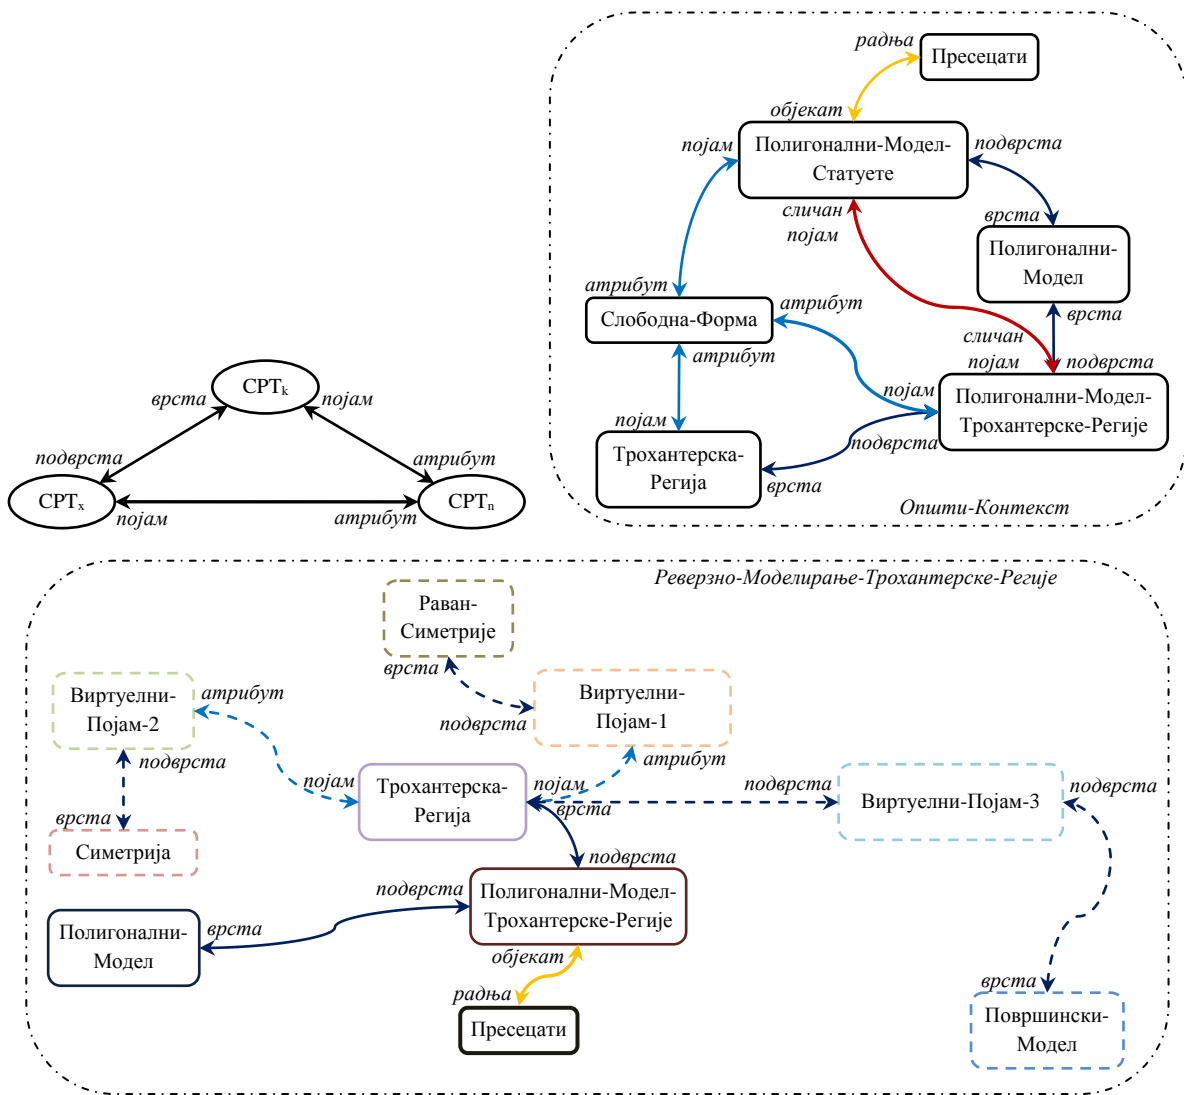 радња
Пресецати
објекат
појам
Полигонални-Модел-
Статуете
подврста
сличан
појам
врста
Полигонални-
Модел
атрибут
Слободна-Форма
атрибут
атрибут
врста
сличан
појам
подврста
појам
Полигонални-Модел-
Трохантерске-Регије
појам
подврста
Трохантерска-
Регија
врста
Општи-Контекст
CPTk
врста
појам
подврста
атрибут
CPTx
појам
атрибут
CPTn
Реверзно-Моделирање-Трохантерске-Регије
Раван-
Симетрије
врста
атрибут
Виртуелни-
Појам-2
подврста
Виртуелни-
Појам-1
подврста
атрибут
појам
Трохантерска-
Регија
појам
врста
подврста
Виртуелни-Појам-3
подврста
врста
Симетрија
подврста
подврста
Полигонални-Модел-
Трохантерске-Регије
Полигонални-
Модел
врста
објекат
радња
Пресецати
врста
Површински-
Модел